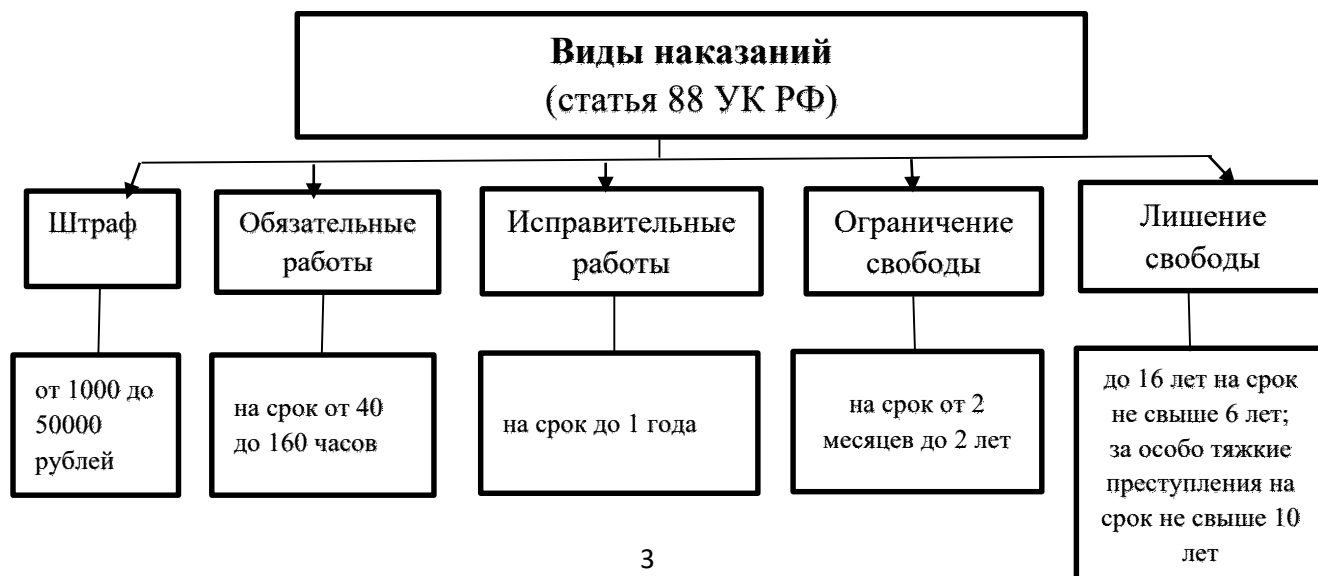 Виды наказаний
(статья 88 УК РФ)
Штраф
Обязательные
работы
Исправительные
работы
Ограничение
свободы
Лишение
свободы
от 1000 до
50000
рублей
на срок от 40
до 160 часов
на срок до 1 года
на срок от 2
месяцев до 2 лет
до 16 лет на срок
не свыше 6 лет;
за особо тяжкие
преступления на
срок не свыше 10
лет
3